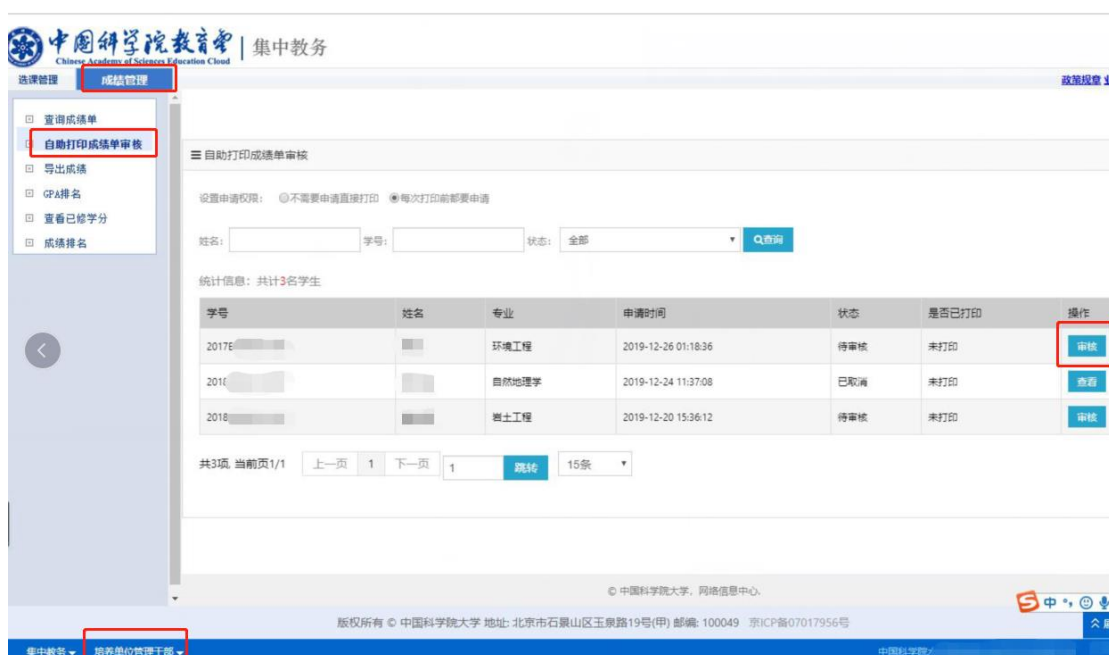 中国科学院教育云 | 集中教务
Chinese Academy of Sciences Education Cloud
选课管理 成绩管理
政策规章
查询成绩单
自助打印成绩单审核
导出成绩
GPA排名
查看已修学分
成绩排名
自助打印成绩单审核
设置申请权限: 不需要申请直接打印 每次打印前都要申请
姓名: 学号: 状态: 全部 查询
统计信息: 共计3名学生
学号 姓名 专业 申请时间 状态 是否已打印 操作
2017E 环境工程 2019-12-26 01:18:36 待审核 未打印 审核
201 自然地理学 2019-12-24 11:37:08 已取消 未打印 查看
2018 岩土工程 2019-12-20 15:36:12 待审核 未打印 审核
共3项, 当前页1/1 上一页 1 下一页 1 跳转 15条
© 中国科学院大学, 网络信息中心.
中
版权所有 © 中国科学院大学 地址: 北京市石景山区玉泉路19号(甲) 邮编: 100049 京ICP备07017956号
集中教务 培养单位管理干部
中国科学院